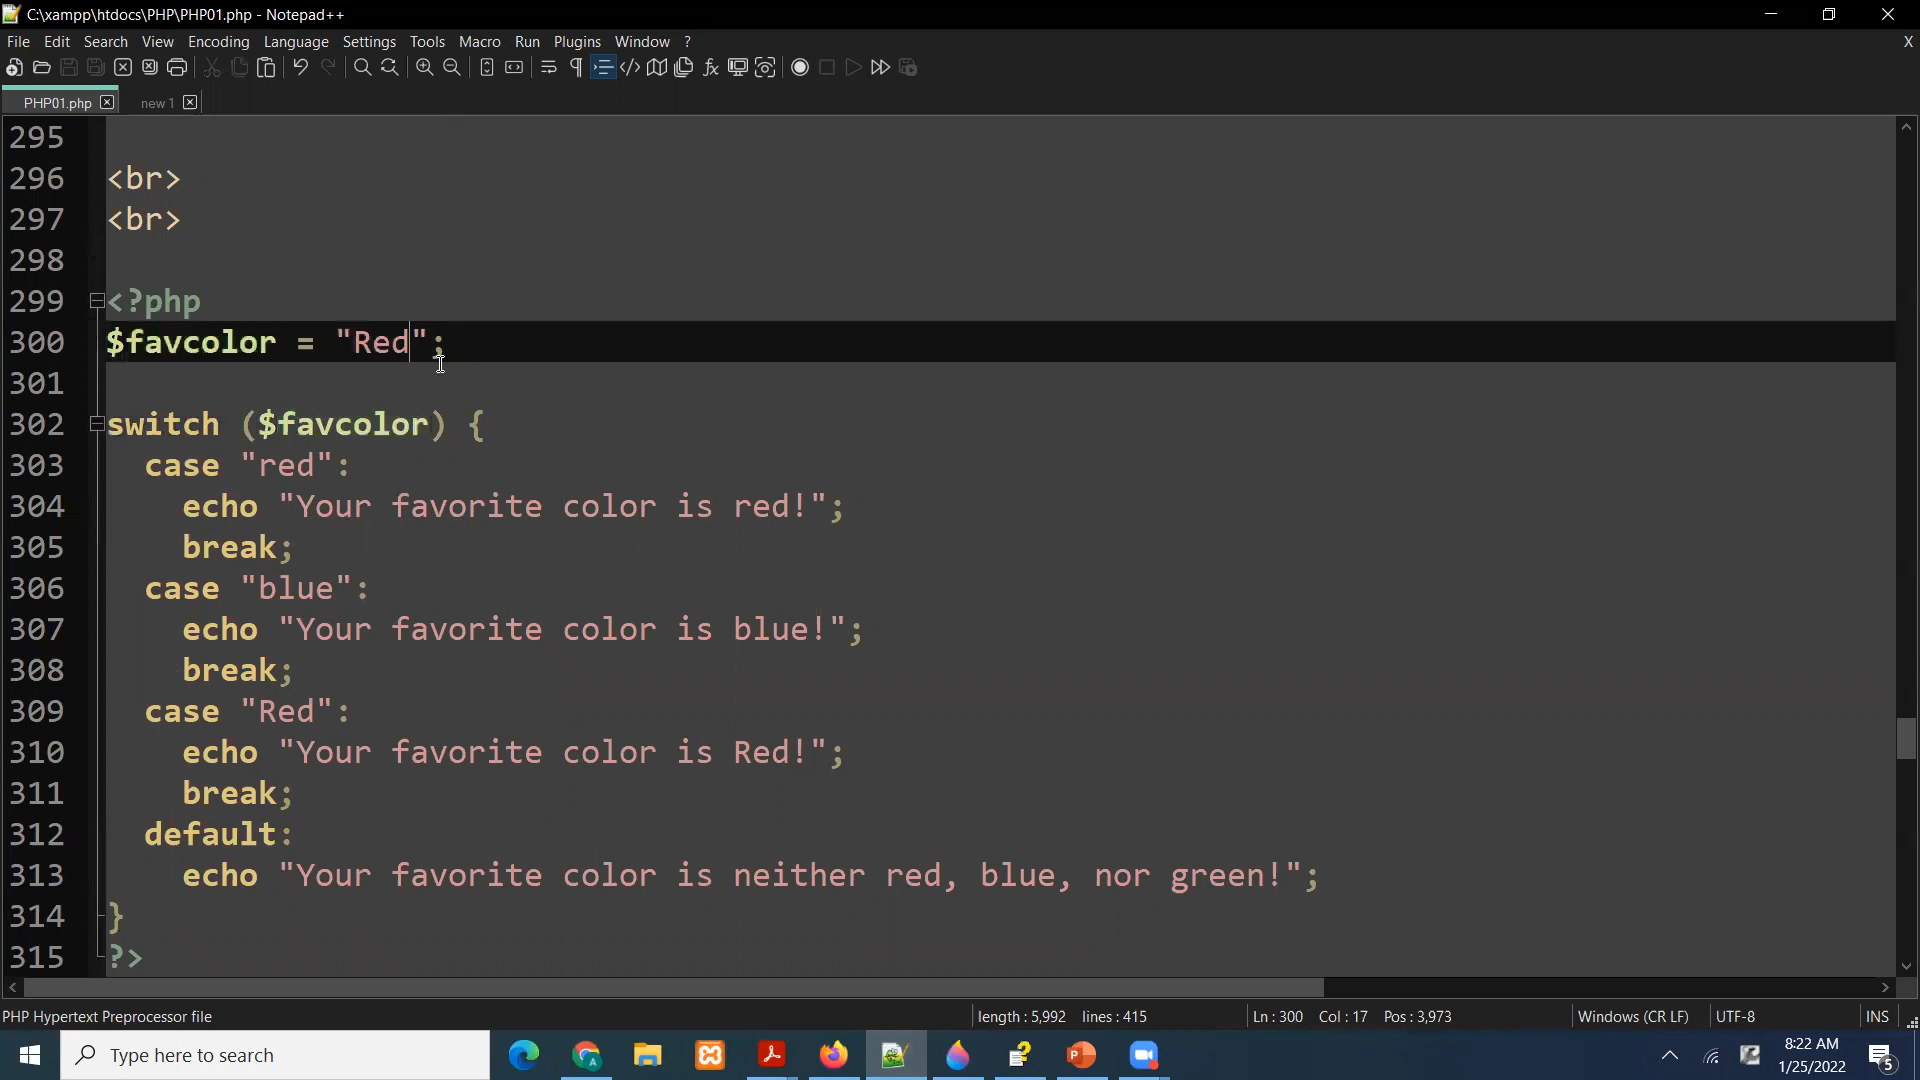 C:\xampp\htdocs\PHP\PHP01.php - Notepad++
File Edit Search View Encoding Language Settings Tools Macro Run Plugins Window ? X
PHP01.php new 1
295
296 <br>
297 <br>
298
299 <?php
300 $favcolor = "Red";
301
302 switch ($favcolor) {
303 case "red":
304 echo "Your favorite color is red!";
305 break;
306 case "blue":
307 echo "Your favorite color is blue!";
308 break;
309 case "Red":
310 echo "Your favorite color is Red!";
311 break;
312 default:
313 echo "Your favorite color is neither red, blue, nor green!";
314 }
315 ?>
PHP Hypertext Preprocessor file length : 5,992 lines : 415 Ln : 300 Col : 17 Pos : 3,973 Windows (CR LF) UTF-8 INS
Type here to search
8:22 AM
1/25/2022
5